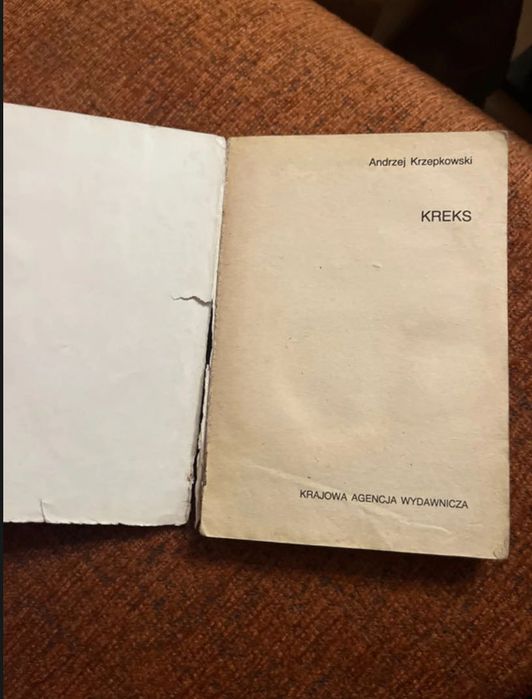 Andrzej Krzepkowski
KREKS
KRAJOWA AGENCJA WYDAWNICZA